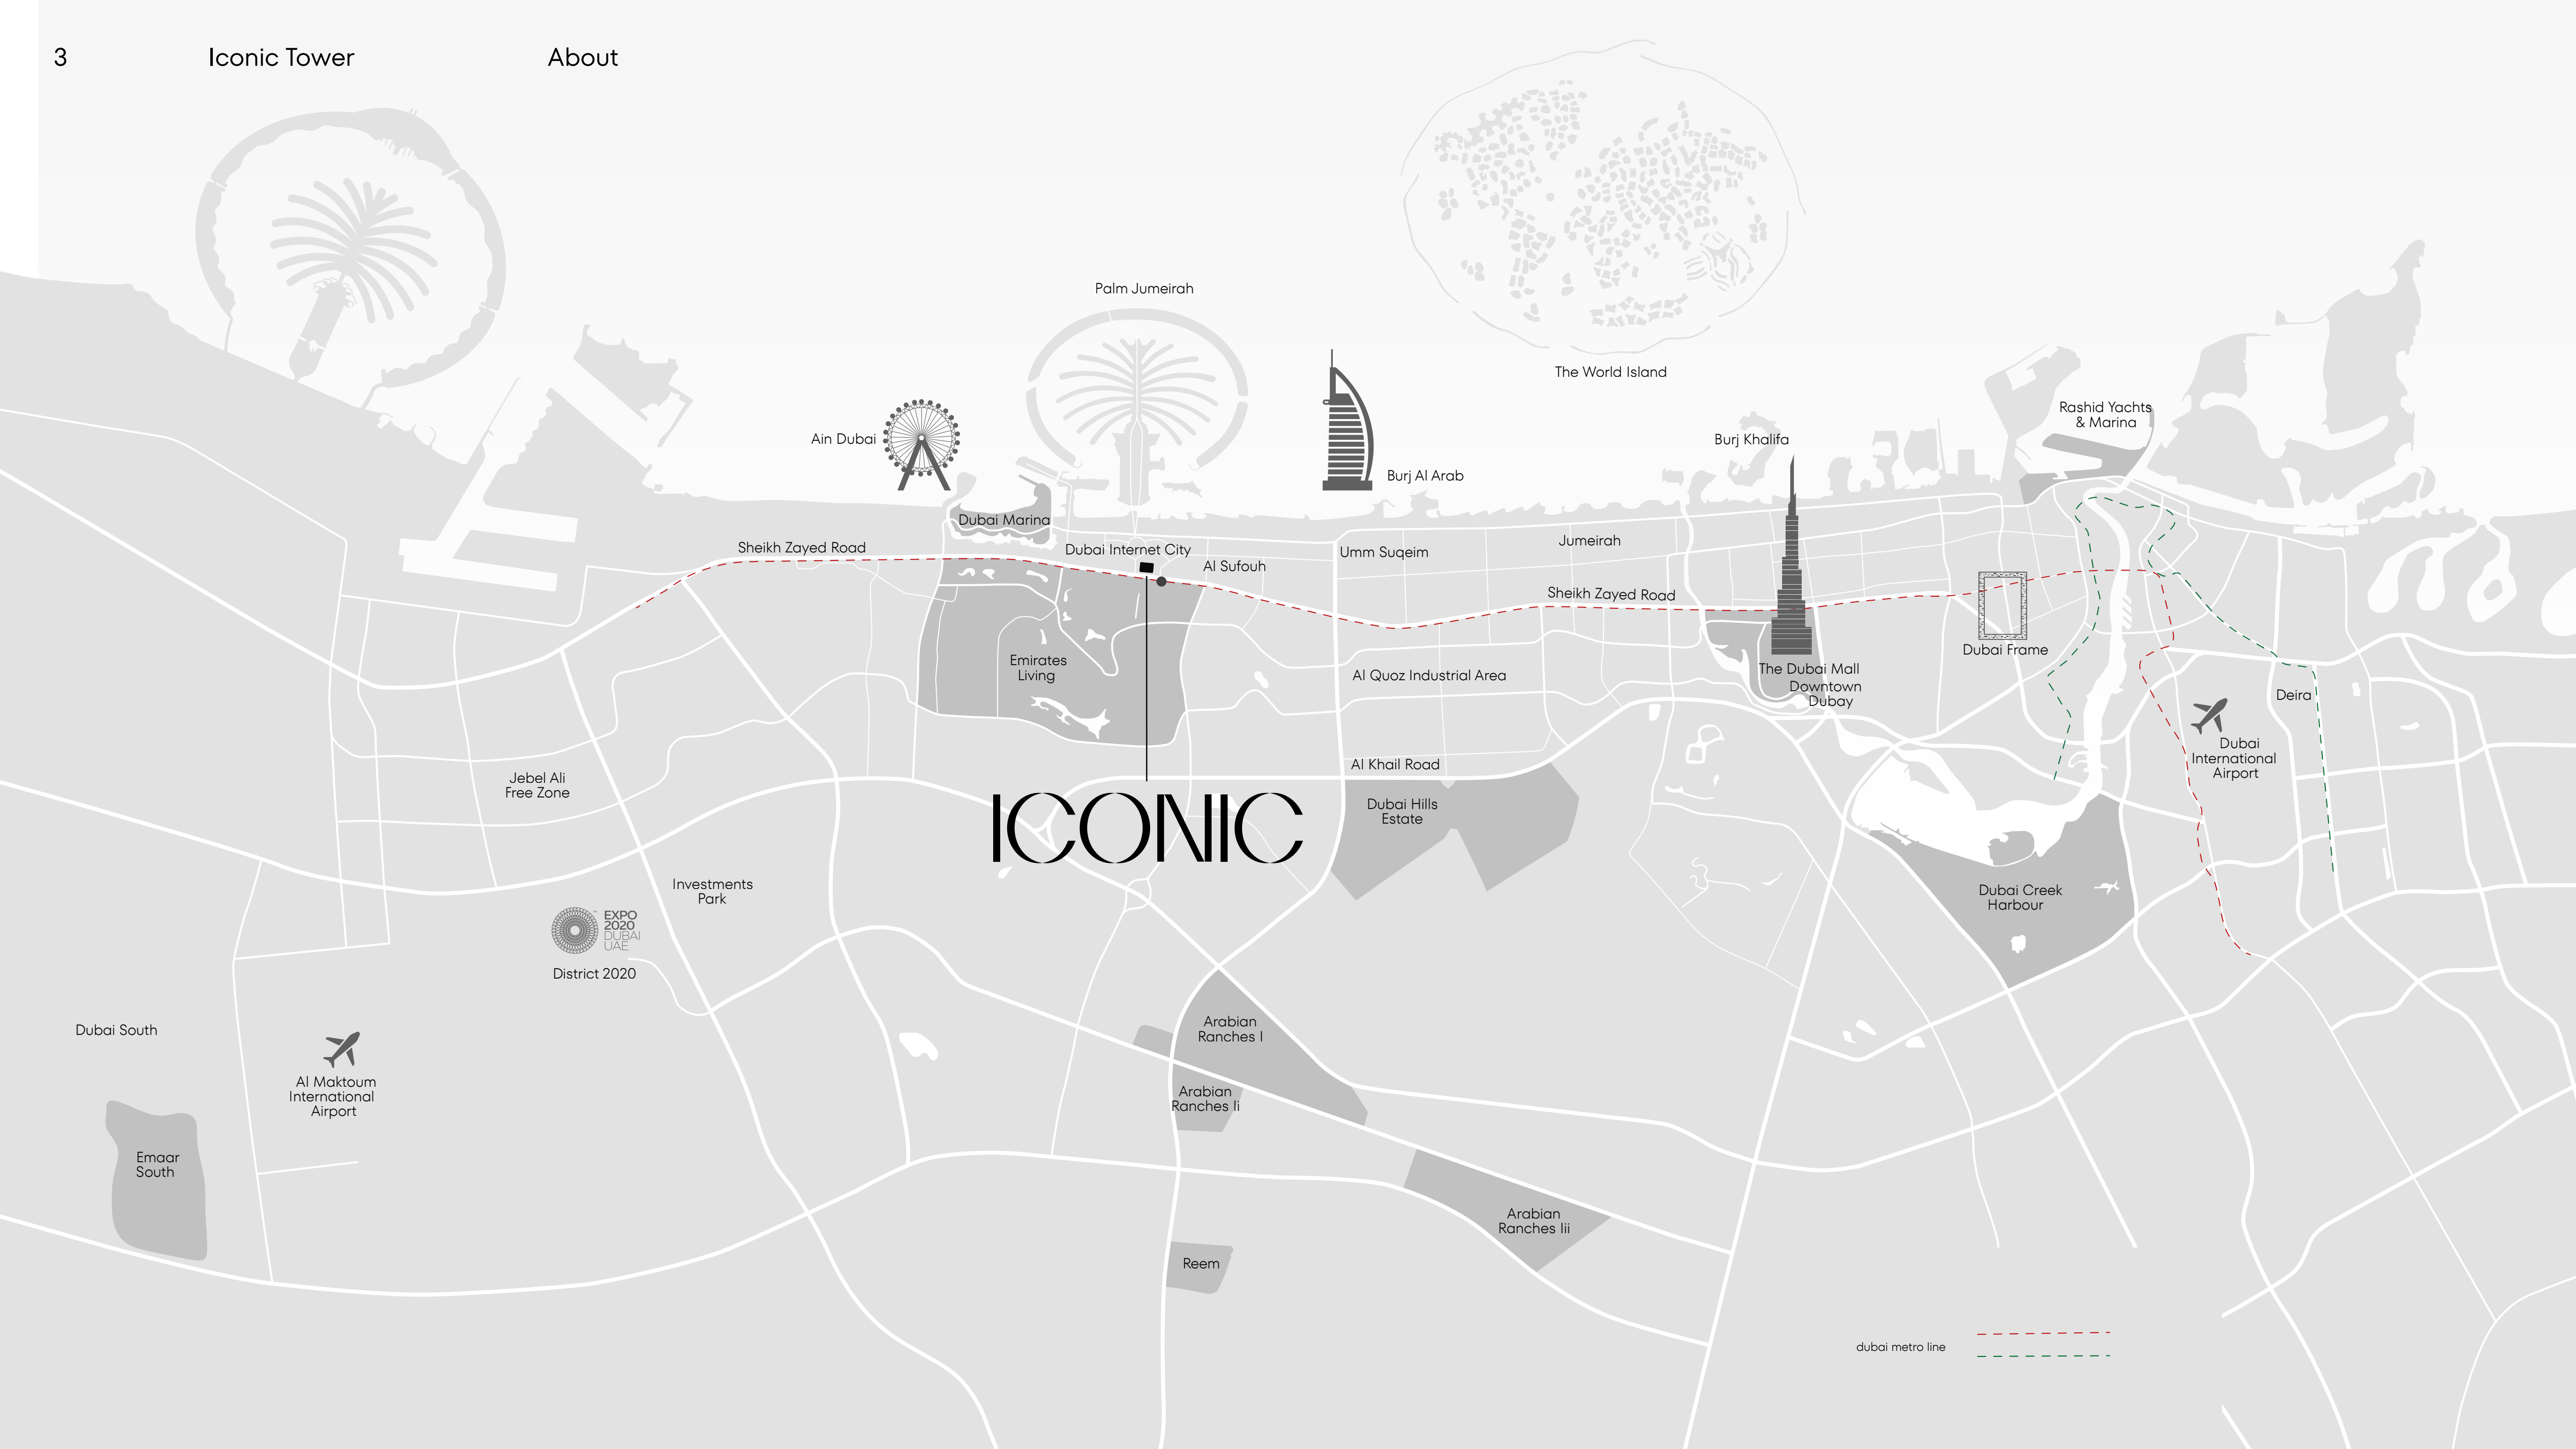 3
Iconic Tower
About
Palm Jumeirah
The World Island
Ain Dubai
Burj Al Arab
Burj Khalifa
Rashid Yachts
& Marina
Dubai Marina
Sheikh Zayed Road
Dubai Internet City
Al Sufouh
Umm Suqeim
Jumeirah
Sheikh Zayed Road
Dubai Frame
Emirates
Living
Al Quoz Industrial Area
The Dubai Mall
Downtown
Dubay
Deira
Dubai
International
Airport
Al Khail Road
Jebel Ali
Free Zone
ICONIC
Dubai Hills
Estate
Investments
Park
Dubai Creek
Harbour
EXPO
2020
DUBAI
UAE
District 2020
Dubai South
Arabian
Ranches I
Al Maktoum
International
Airport
Arabian
Ranches Ii
Emaar
South
Arabian
Ranches Iii
Reem
dubai metro line